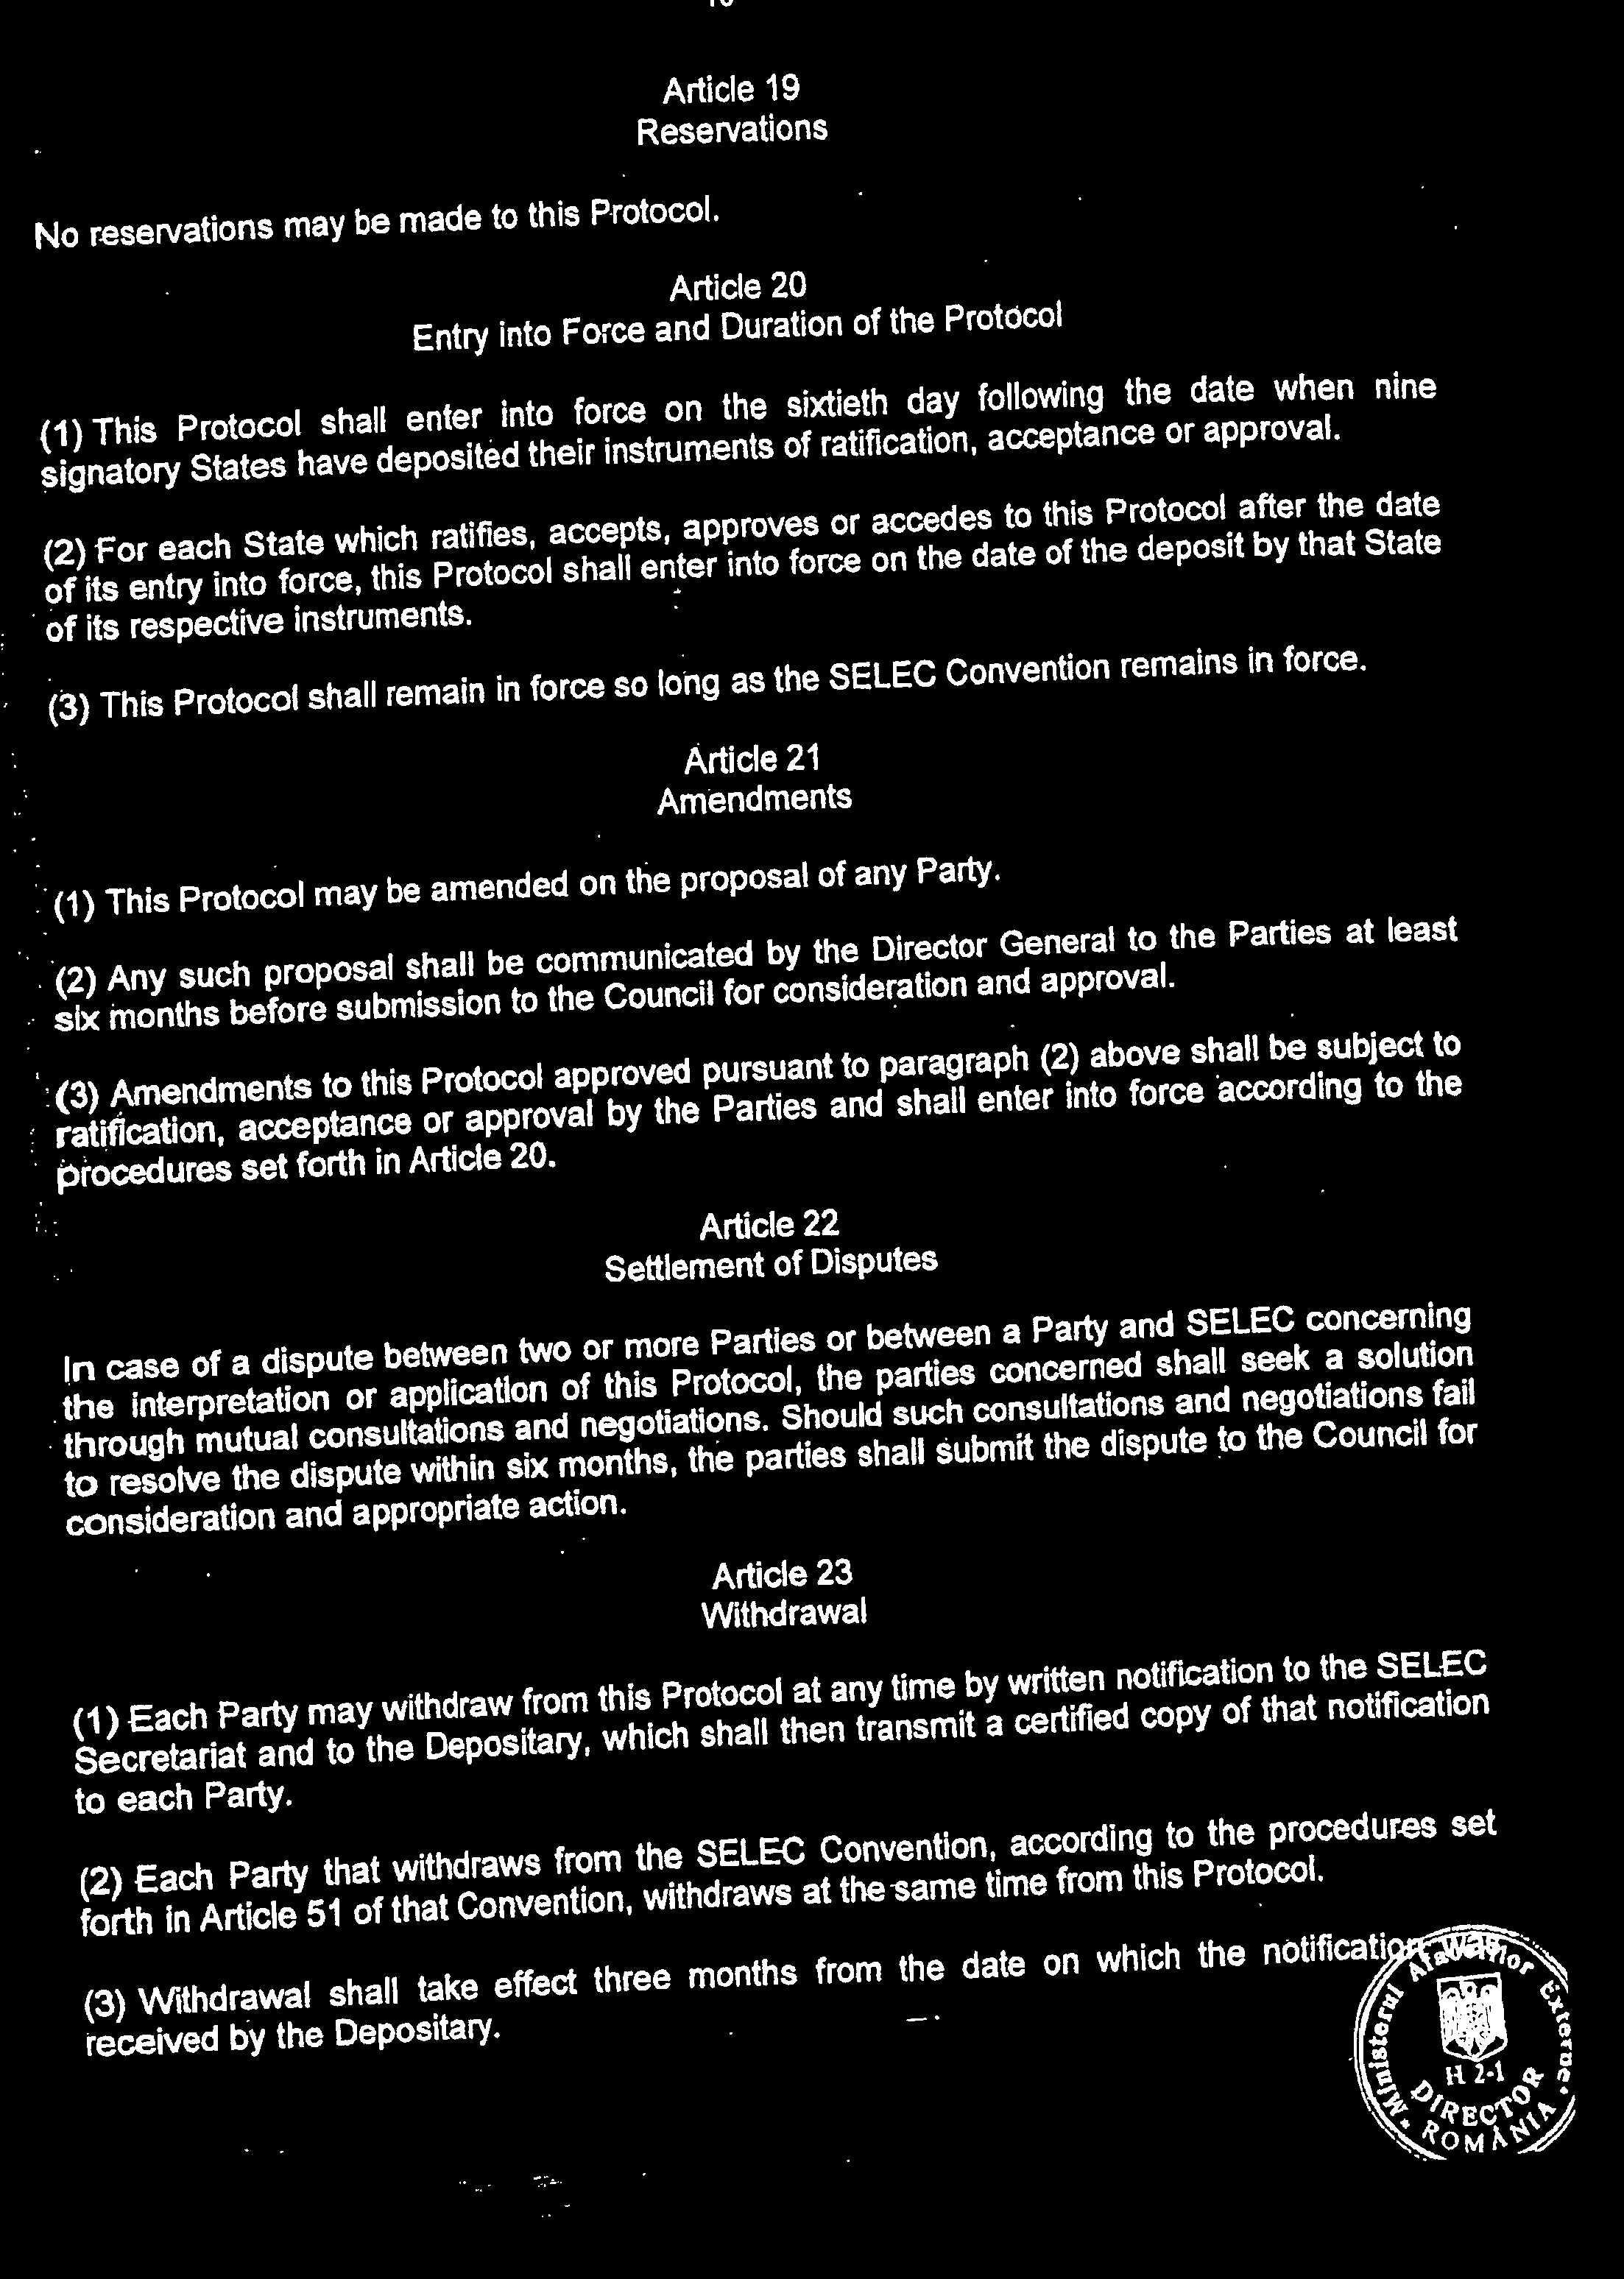 Article 19
Reservations
No reservations may be made to this Protocol.
Article 20
Entry into Force and Duration of the Protocol
(1) This Protocol shall enter into force on the sixtieth day following the date when nine
signatory States have deposited their instruments of ratification, acceptance or approval.
(2) For each State which ratifies, accepts, approves or accedes to this Protocol after the date
of its entry into force, this Protocol shall enter into force on the date of the deposit by that State
of its respective instruments.
(3) This Protocol shall remain in force so long as the SELEC Convention remains in force.
Article 21
Amendments
(1) This Protocol may be amended on the proposal of any Party.
(2) Any such proposal shall be communicated by the Director General to the Parties at least
six months before submission to the Council for consideration and approval.
(3) Amendments to this Protocol approved pursuant to paragraph (2) above shall be subject to
ratification, acceptance or approval by the Parties and shall enter into force according to the
procedures set forth in Article 20.
Article 22
Settlement of Disputes
In case of a dispute between two or more Parties or between a Party and SELEC concerning
the interpretation or application of this Protocol, the parties concerned shall seek a solution
through mutual consultations and negotiations. Should such consultations and negotiations fail
to resolve the dispute within six months, the parties shall submit the dispute to the Council for
consideration and appropriate action.
Article 23
Withdrawal
(1) Each Party may withdraw from this Protocol at any time by written notification to the SELEC
Secretariat and to the Depositary, which shall then transmit a certified copy of that notification
to each Party.
(2) Each Party that withdraws from the SELEC Convention, according to the procedures set
forth in Article 51 of that Convention, withdraws at the same time from this Protocol.
(3) Withdrawal shall take effect three months from the date on which the notification was
received by the Depositary.
Ministerul Afacerilor Externe
H 2-1
DIRECTOR
ROMÂNIA